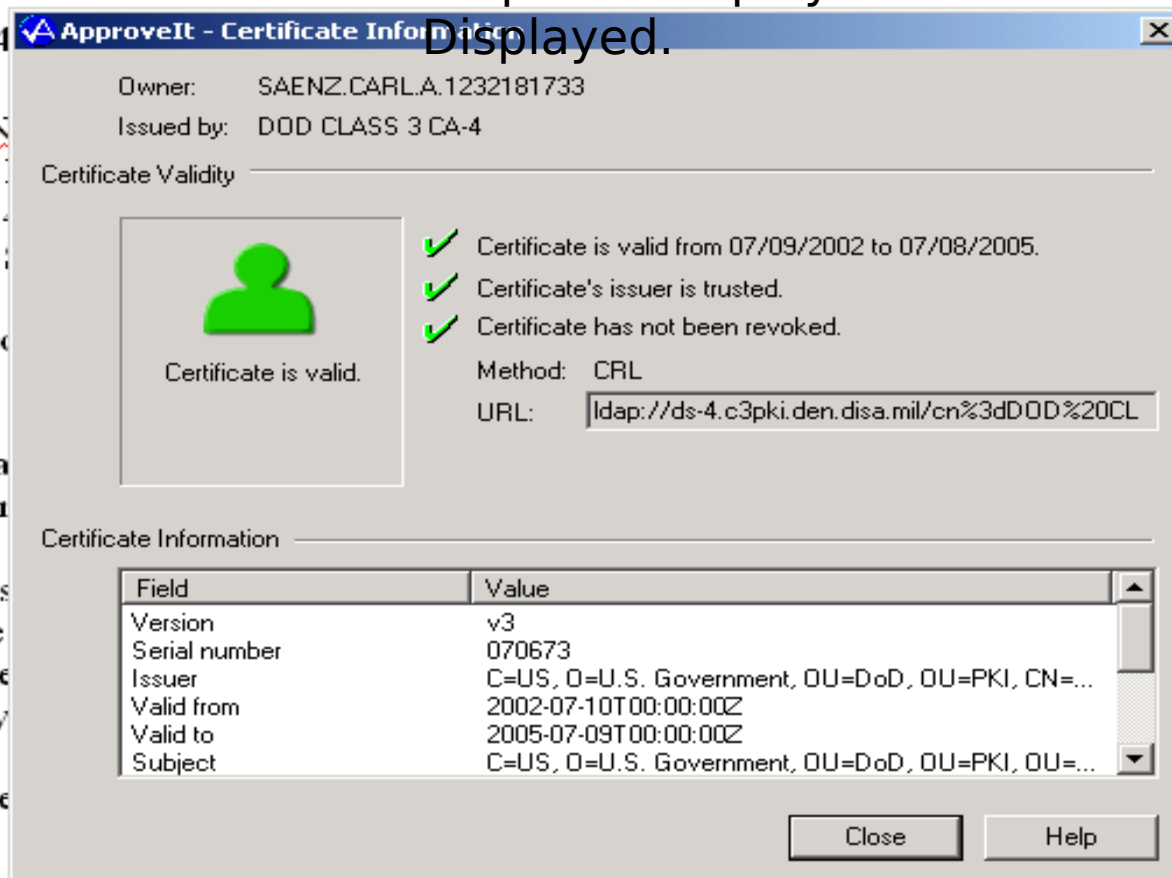 Displayed.
ApproveIt - Certificate Information
Owner: SAENZ.CARL.A.1232181733
Issued by: DOD CLASS 3 CA-4
Certificate Validity
Certificate is valid from 07/09/2002 to 07/08/2005.
Certificate's issuer is trusted.
Certificate has not been revoked.
Certificate is valid.
Method: CRL
URL: ldap://ds-4.c3pki.den.disa.mil/cn%3dDOD%20CL
Certificate Information
Field Value
Version v3
Serial number 070673
Issuer C=US, O=U.S. Government, OU=DoD, OU=PKI, CN=...
Valid from 2002-07-10T00:00:00Z
Valid to 2005-07-09T00:00:00Z
Subject C=US, O=U.S. Government, OU=DoD, OU=PKI, OU=...
Close Help